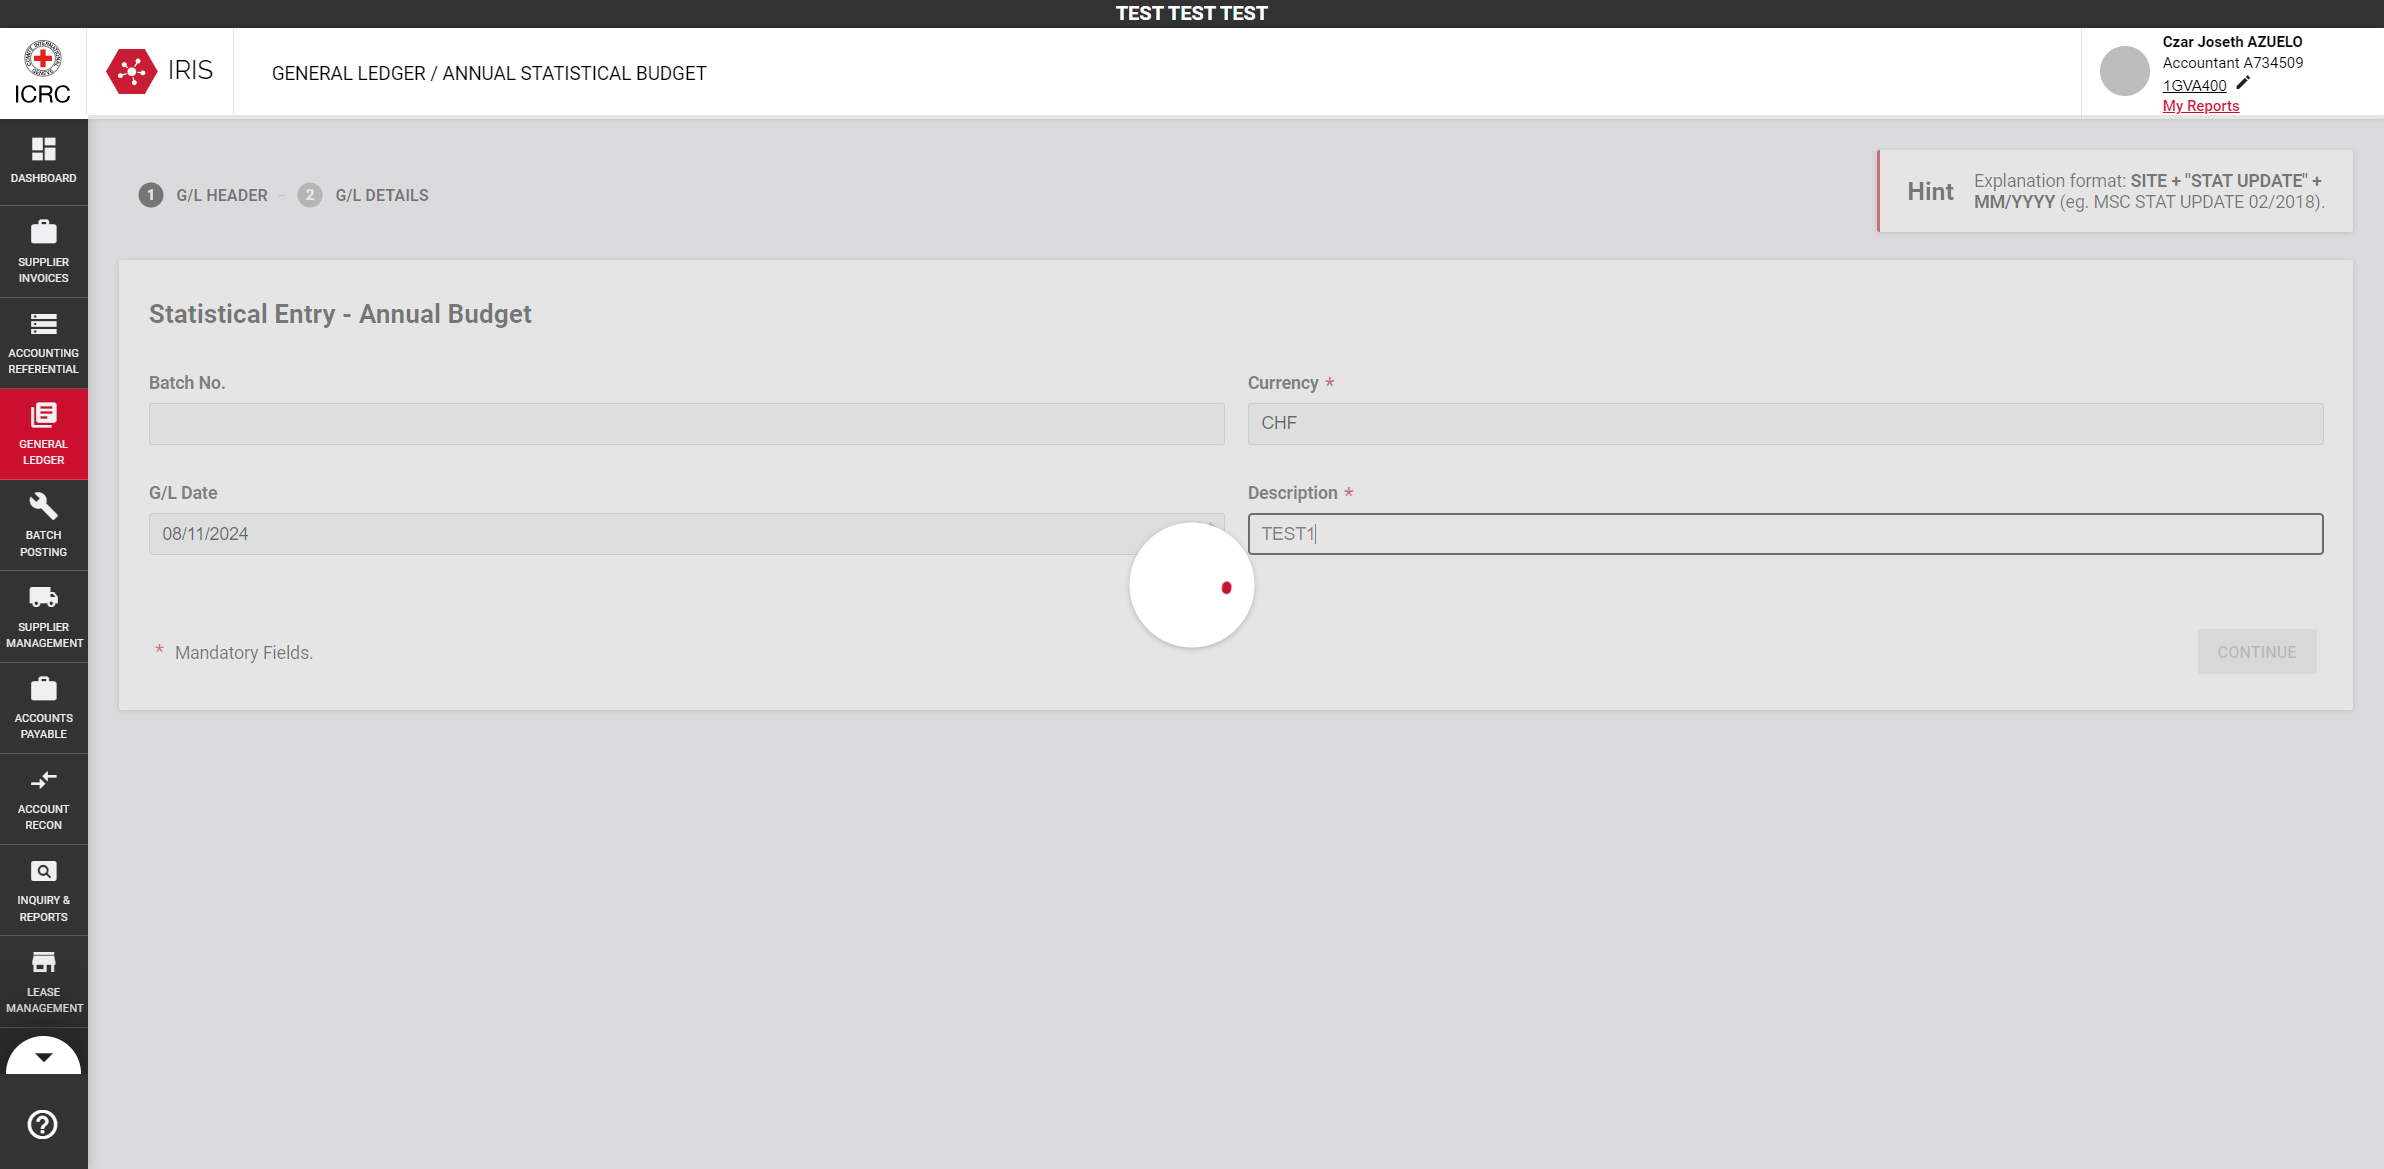 TEST TEST TEST
ICRC
IRIS
GENERAL LEDGER / ANNUAL STATISTICAL BUDGET
Czar Joseth AZUELO
Accountant A734509
1GVA400
My Reports
DASHBOARD
SUPPLIER
INVOICES
ACCOUNTING
REFERENTIAL
GENERAL
LEDGER
BATCH
POSTING
SUPPLIER
MANAGEMENT
ACCOUNTS
PAYABLE
ACCOUNT
RECON
INQUIRY &
REPORTS
LEASE
MANAGEMENT
1 G/L HEADER – 2 G/L DETAILS
Hint
Explanation format: SITE + "STAT UPDATE" +
MM/YYYY (eg. MSC STAT UPDATE 02/2018).
Statistical Entry - Annual Budget
Batch No.
Currency *
CHF
G/L Date
08/11/2024
Description *
TEST1
* Mandatory Fields.
CONTINUE